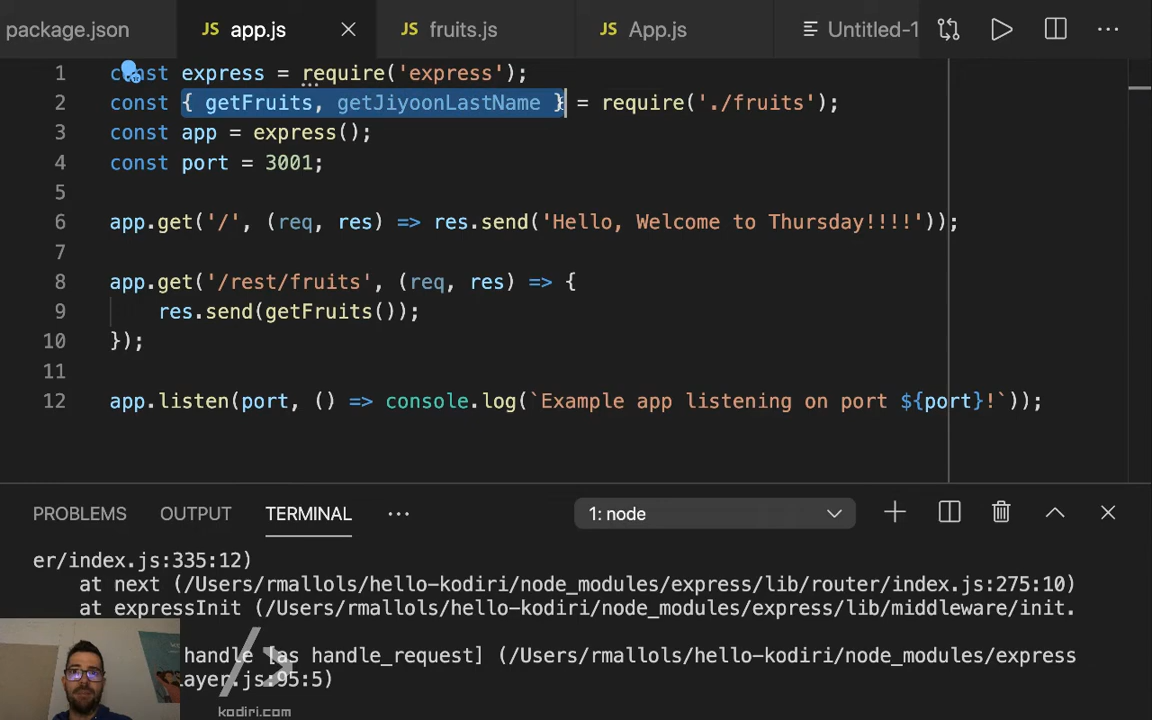 package.json
JS app.js
JS fruits.js
JS App.js
Untitled-1
1 const express = require('express');
2 const { getFruits, getJiyoonLastName } = require('./fruits');
3 const app = express();
4 const port = 3001;
5
6 app.get('/', (req, res) => res.send('Hello, Welcome to Thursday!!!!'));
7
8 app.get('/rest/fruits', (req, res) => {
9 res.send(getFruits());
10 });
11
12 app.listen(port, () => console.log(`Example app listening on port ${port}!`));
PROBLEMS OUTPUT TERMINAL ··· 1: node
er/index.js:335:12)
at next (/Users/rmallols/hello-kodiri/node_modules/express/lib/router/index.js:275:10)
at expressInit (/Users/rmallols/hello-kodiri/node_modules/express/lib/middleware/init.
handle [as handle_request] (/Users/rmallols/hello-kodiri/node_modules/express
ayer.js:95:5)
</>
kodiri.com